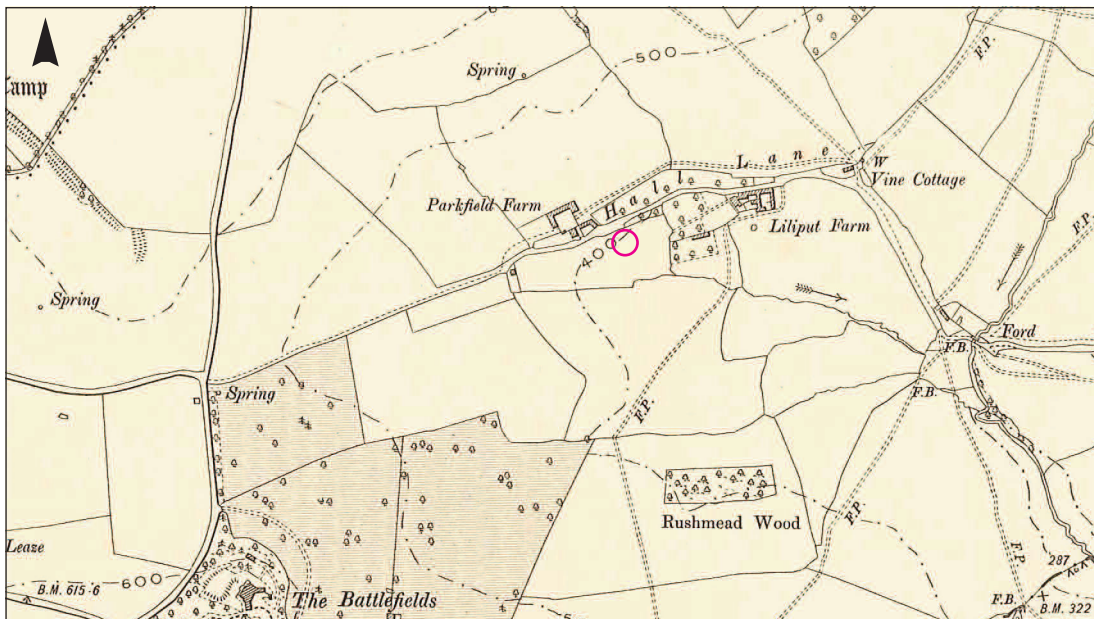 500
Spring
Camp
F.P.
Hall Lane
W
Vine Cottage
Parkfield Farm
Liliput Farm
400
F.P.
Spring
Ford
F.B.
Spring
F.P.
F.B.
Rushmead Wood
F.P.
F.P.
Leaze
600
B.M. 615·6
The Battlefields
287
F.B.
B.M. 322